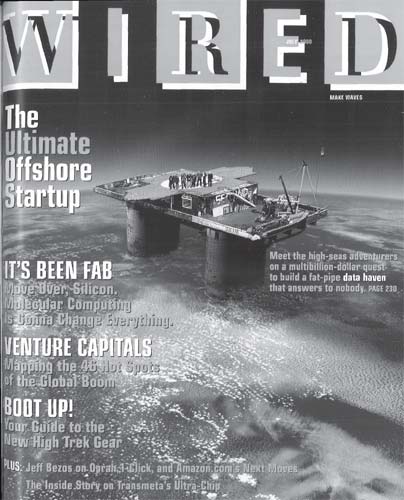 WIRED
JULY 2000
MAKE WAVES
The
Ultimate
Offshore
Startup
Meet the high-seas adventurers
on a multibillion-dollar quest
to build a fat-pipe data haven
that answers to nobody. PAGE 230
IT'S BEEN FAB
Move Over, Silicon.
Molecular Computing
Is Gonna Change Everything.
VENTURE CAPITALS
Mapping the 46 Hot Spots
of the Global Boom
BOOT UP!
Your Guide to the
New High Trek Gear
PLUS: Jeff Bezos on Oprah, 1-Click, and Amazon.com's Next Moves
The Inside Story on Transmeta's Ultra-Chip